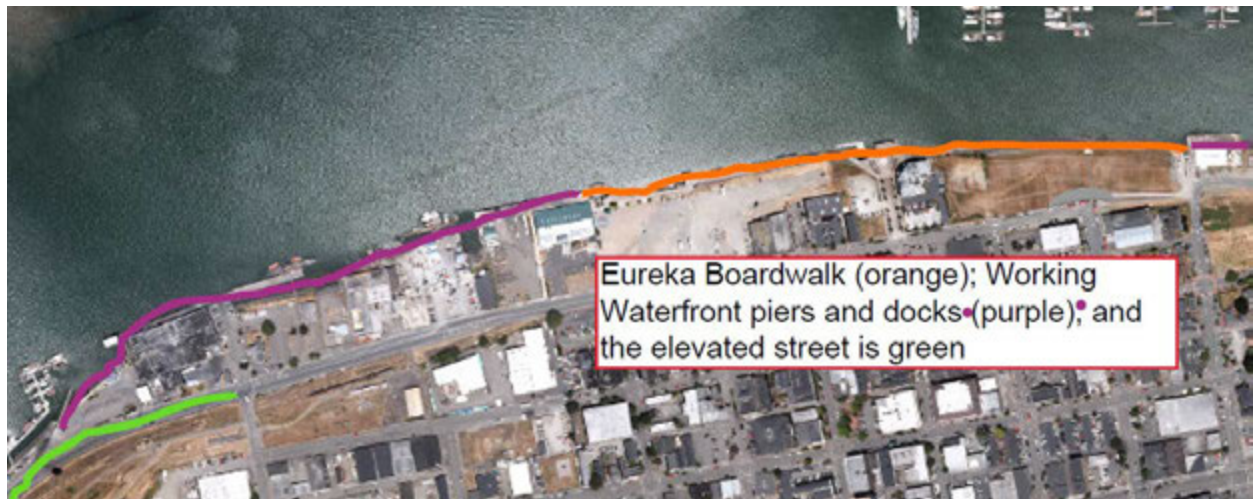 Eureka Boardwalk (orange); Working
Waterfront piers and docks (purple); and
the elevated street is green